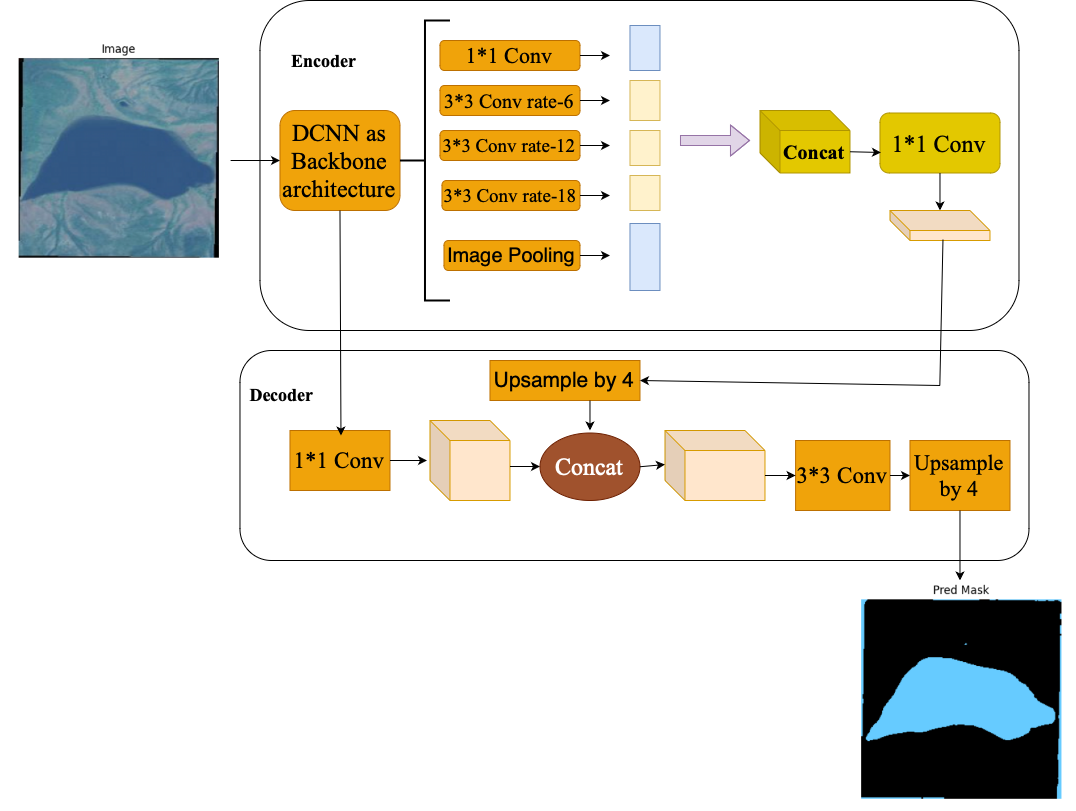 Image
Encoder
DCNN as
Backbone
architecture
1*1 Conv
3*3 Conv rate-6
3*3 Conv rate-12
3*3 Conv rate-18
Image Pooling
Concat
1*1 Conv
Decoder
Upsample by 4
1*1 Conv
Concat
3*3 Conv
Upsample
by 4
Pred Mask